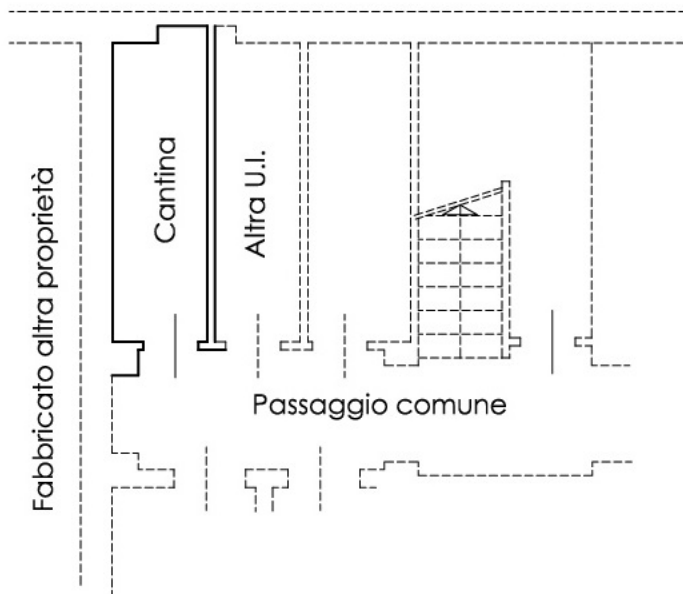 Fabbricato altra proprietà
Cantina
Altra U.I.
Passaggio comune